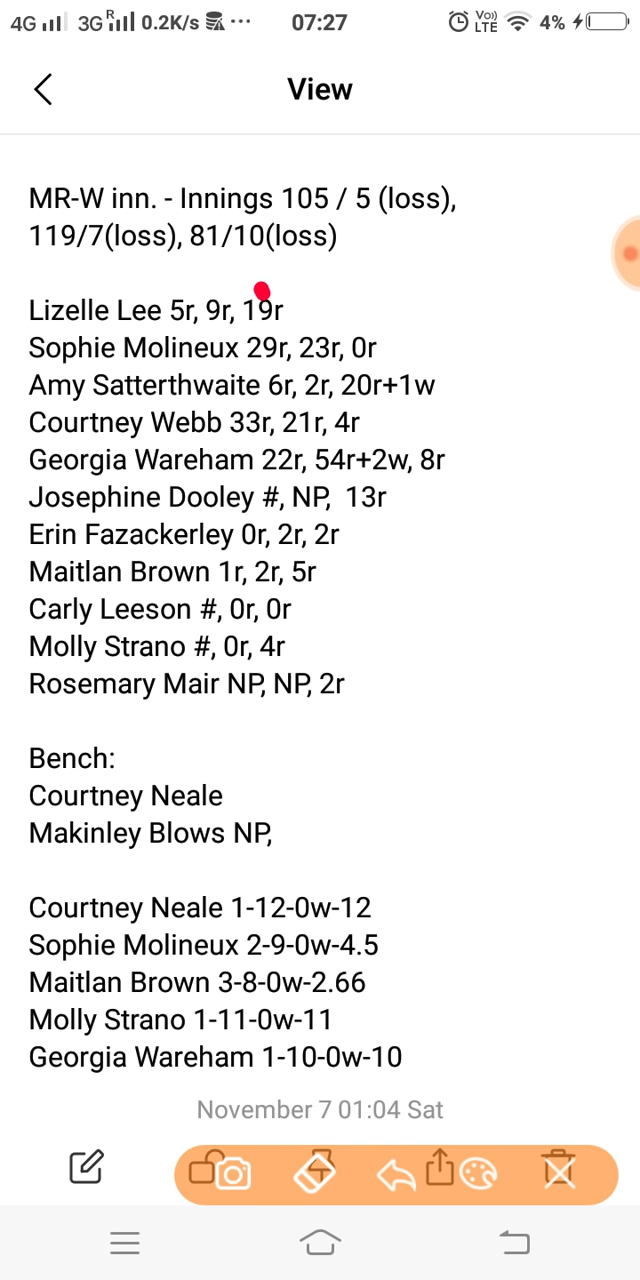 4G 3G R 0.2K/s ... 07:27 Vo) LTE 4%
View
MR-W inn. - Innings 105 / 5 (loss),
119/7(loss), 81/10(loss)
Lizelle Lee 5r, 9r, 19r
Sophie Molineux 29r, 23r, 0r
Amy Satterthwaite 6r, 2r, 20r+1w
Courtney Webb 33r, 21r, 4r
Georgia Wareham 22r, 54r+2w, 8r
Josephine Dooley #, NP,  13r
Erin Fazackerley 0r, 2r, 2r
Maitlan Brown 1r, 2r, 5r
Carly Leeson #, 0r, 0r
Molly Strano #, 0r, 4r
Rosemary Mair NP, NP, 2r
Bench:
Courtney Neale
Makinley Blows NP,
Courtney Neale 1-12-0w-12
Sophie Molineux 2-9-0w-4.5
Maitlan Brown 3-8-0w-2.66
Molly Strano 1-11-0w-11
Georgia Wareham 1-10-0w-10
November 7 01:04 Sat